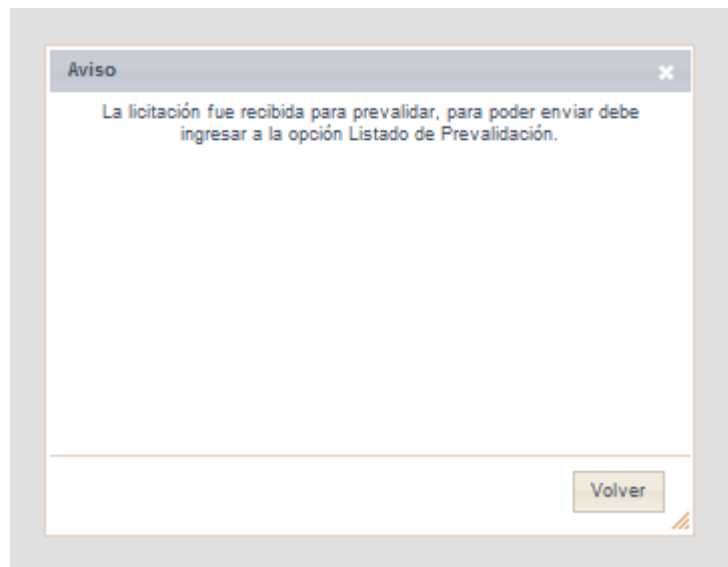 Aviso
La licitación fue recibida para prevalidar, para poder enviar debe
ingresar a la opción Listado de Prevalidación.
Volver